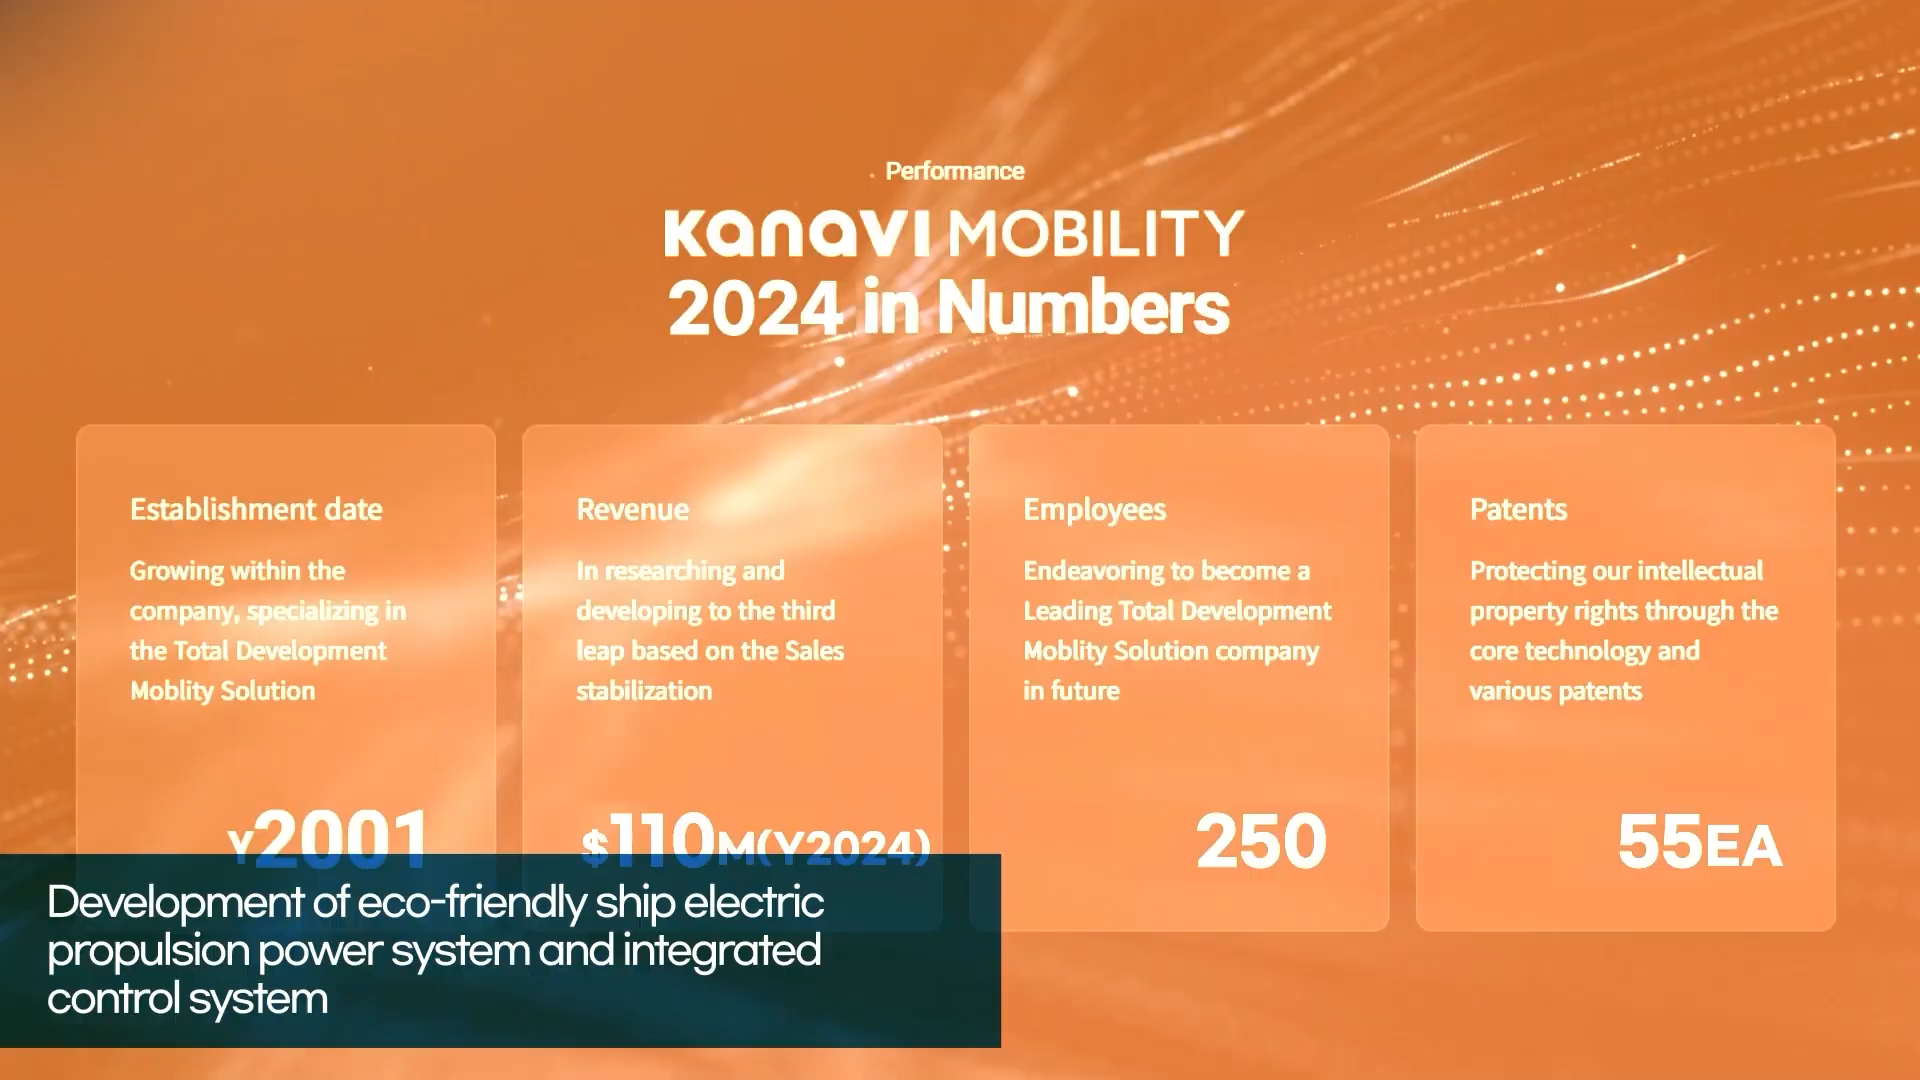 Performance
KANAVI MOBILITY
2024 in Numbers
Establishment date
Growing within the
company, specializing in
the Total Development
Moblity Solution
Y2001
Revenue
In researching and
developing to the third
leap based on the Sales
stabilization
$110M(Y2024)
Employees
Endeavoring to become a
Leading Total Development
Moblity Solution company
in future
250
Patents
Protecting our intellectual
property rights through the
core technology and
various patents
55EA
Development of eco-friendly ship electric
propulsion power system and integrated
control system